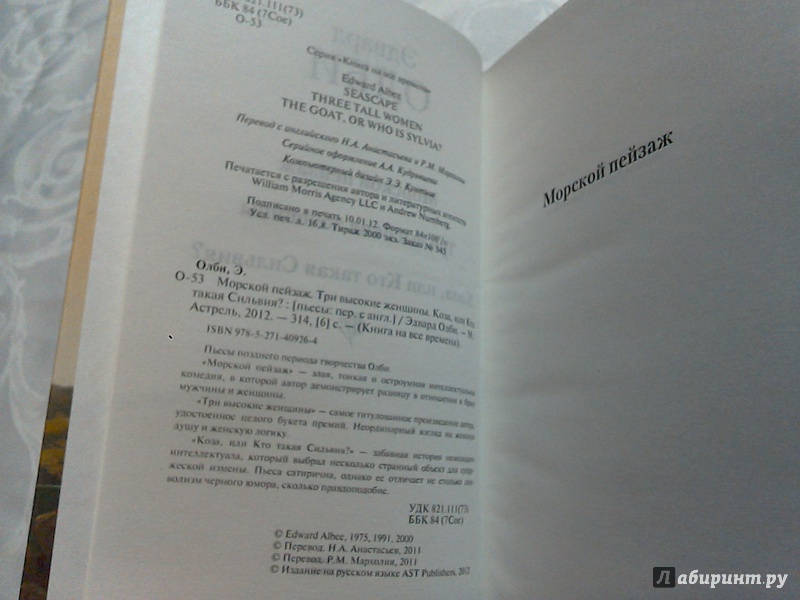 821.111(73)
ББК 84 (7Сое)
О-53
Серия «Книга на все времена»
Edward Albee
SEASCAPE
THREE TALL WOMEN
THE GOAT, OR WHO IS SYLVIA?
Перевод с английского Н.А. Анастасьева и Р.М. Мархолия
Серийное оформление А.А. Кудрявцева
Компьютерный дизайн Э.Э. Кунтыш
Печатается с разрешения автора и литературных агентств
William Morris Agency LLC и Andrew Nurnberg.
Подписано в печать 10.01.12. Формат 84х108
Усл. печ. л. 16,8. Тираж 2000 экз. Заказ № 345
Олби, Э.
О-53 Морской пейзаж. Три высокие женщины. Коза, или Кто
такая Сильвия? : [пьесы: пер. с англ.] / Эдвард Олби. – М.:
Астрель, 2012. — 314, [6] с. — (Книга на все времена).
ISBN 978-5-271-40926-4
Пьесы позднего периода творчества Олби.
«Морской пейзаж» — злая, тонкая и остроумная интеллектуальная
комедия, в которой автор демонстрирует разницу в отношении к браку
мужчины и женщины.
«Три высокие женщины» — самое титулованное произведение автора,
удостоенное целого букета премий. Неординарный взгляд на женскую
душу и женскую логику.
«Коза, или Кто такая Сильвия?» — забавная история немолодого
интеллектуала, который выбрал несколько странный объект для супру-
жеской измены. Пьеса сатирична, однако ее отличает не столько сим-
волизм черного юмора, сколько правдоподобие.
УДК 821.111(73)
ББК 84 (7Сое)
© Edward Albee, 1975, 1991, 2000
© Перевод. Н.А. Анастасьев, 2011
© Перевод. Р.М. Мархолия, 2011
© Издание на русском языке AST Publishers, 2012
Морской пейзаж
Лабиринт.ру